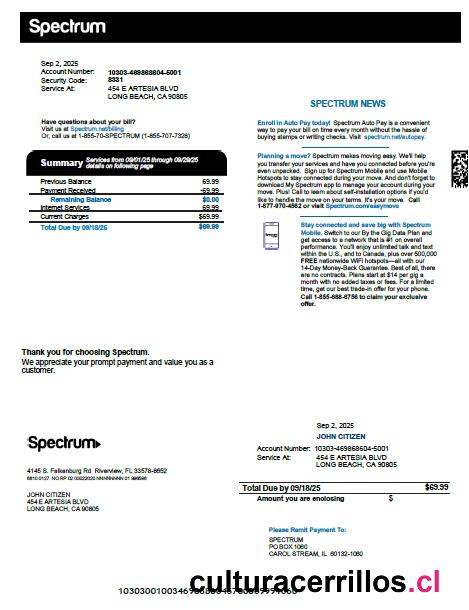 Spectrum
Sep 2, 2025
Account Number: 10303-469868604-5001
Security Code: 8331
Service At: 454 E ARTESIA BLVD
LONG BEACH, CA 90805
Have questions about your bill?
Visit us at Spectrum.net/billing
Or, call us at 1-855-70-SPECTRUM (1-855-707-7328)
Summary Services from 09/01/25 through 09/29/25
details on following page
Previous Balance 69.99
Payment Received -69.99
Remaining Balance $0.00
Internet Services 69.99
Current Charges $69.99
Total Due by 09/18/25 $69.99
SPECTRUM NEWS
Enroll in Auto Pay today! Spectrum Auto Pay is a convenient
way to pay your bill on time every month without the hassle of
buying stamps or writing checks. Visit spectrum.net/autopay.
Planning a move? Spectrum makes moving easy. We'll help
you transfer your services and have you connected before you're
even unpacked. Sign up for Spectrum Mobile and use Mobile
Hotspots to stay connected during your move. And don't forget to
download My Spectrum app to manage your account during your
move. Plus! Call to learn about self-installation options if you'd
like to handle the move on your terms. It's your move. Call
1-877-970-4562 or visit Spectrum.com/easymove
Stay connected and save big with Spectrum
Mobile. Switch to our By the Gig Data Plan and
get access to a network that is #1 on overall
performance. You'll enjoy unlimited talk and text
within the U.S., and to Canada, plus over 500,000
FREE nationwide WiFi hotspots—all with our
14-Day Money-Back Guarantee. Best of all, there
are no contracts. Plans start at $14 per gig a
month with no added taxes or fees. For a limited
time, get our best trade-in offer for your phone.
Call 1-855-688-6756 to claim your exclusive
offer.
Thank you for choosing Spectrum.
We appreciate your prompt payment and value you as a
customer.
Spectrum
4145 S. Falkenburg Rd Riverview, FL 33578-8652
JOHN CITIZEN
454 E ARTESIA BLVD
LONG BEACH, CA 90805
Sep 2, 2025
JOHN CITIZEN
Account Number: 10303-469868604-5001
Service At: 454 E ARTESIA BLVD
LONG BEACH, CA 90805
Total Due by 09/18/25 $69.99
Amount you are enclosing $
Please Remit Payment To:
SPECTRUM
PO BOX 1060
CAROL STREAM, IL 60132-1060
culturacerrillos.cl